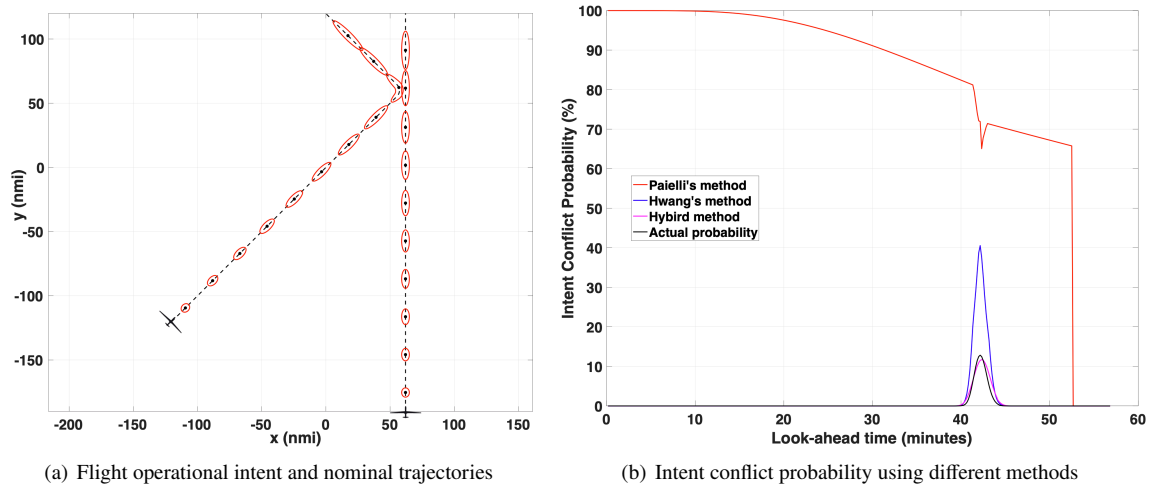 100
50
0
-50
-100
-150
y (nmi)
-200 -150 -100 -50 0 50 100 150
x (nmi)
(a) Flight operational intent and nominal trajectories
100
90
80
70
60
50
40
30
20
10
0
Intent Conflict Probability (%)
Paielli's method
Hwang's method
Hybird method
Actual probability
0 10 20 30 40 50 60
Look-ahead time (minutes)
(b) Intent conflict probability using different methods